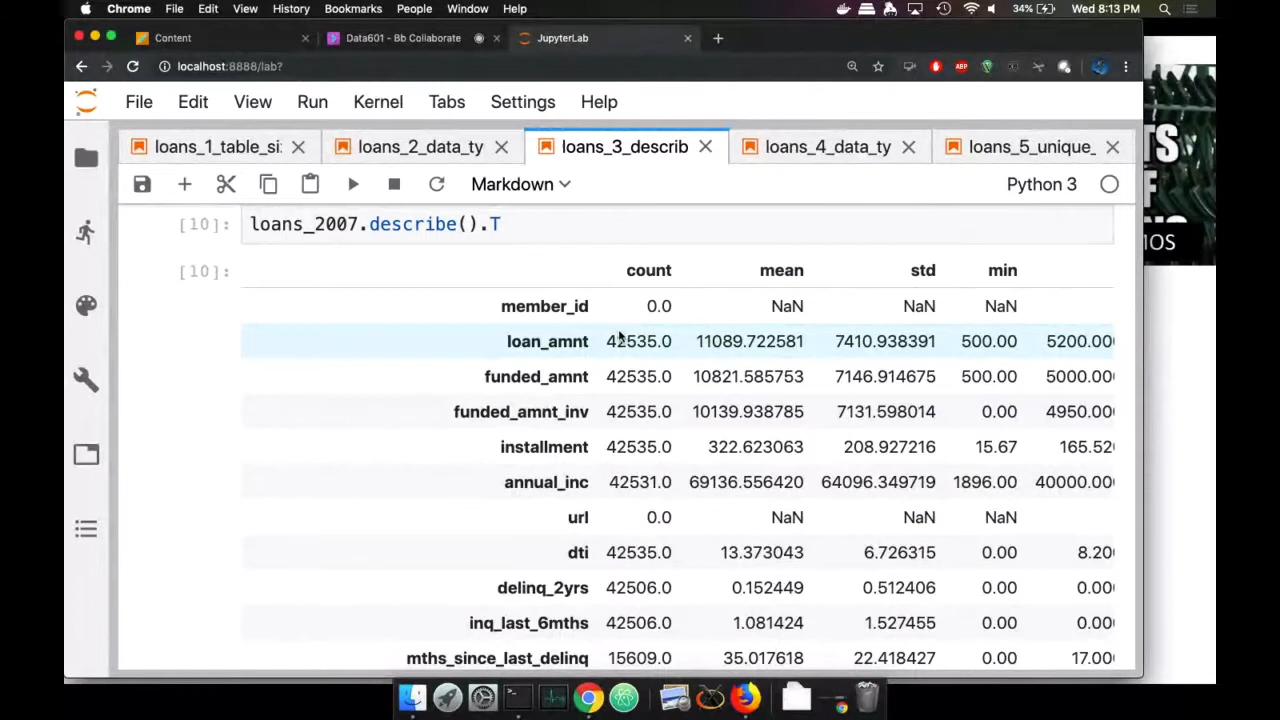 Chrome File Edit View History Bookmarks People Window Help 34% Wed 8:13 PM
Content Data601 - Bb Collaborate JupyterLab
localhost:8888/lab?
ABP
File Edit View Run Kernel Tabs Settings Help
loans_1_table_si: loans_2_data_ty loans_3_describ loans_4_data_ty loans_5_unique_
Markdown Python 3
[10]: loans_2007.describe().T
[10]:
count mean std min
member_id 0.0 NaN NaN NaN
loan_amnt 42535.0 11089.722581 7410.938391 500.00 5200.00
funded_amnt 42535.0 10821.585753 7146.914675 500.00 5000.00
funded_amnt_inv 42535.0 10139.938785 7131.598014 0.00 4950.00
installment 42535.0 322.623063 208.927216 15.67 165.52
annual_inc 42531.0 69136.556420 64096.349719 1896.00 40000.00
url 0.0 NaN NaN NaN
dti 42535.0 13.373043 6.726315 0.00 8.20
delinq_2yrs 42506.0 0.152449 0.512406 0.00 0.00
inq_last_6mths 42506.0 1.081424 1.527455 0.00 0.00
mths_since_last_delinq 15609.0 35.017618 22.418427 0.00 17.00